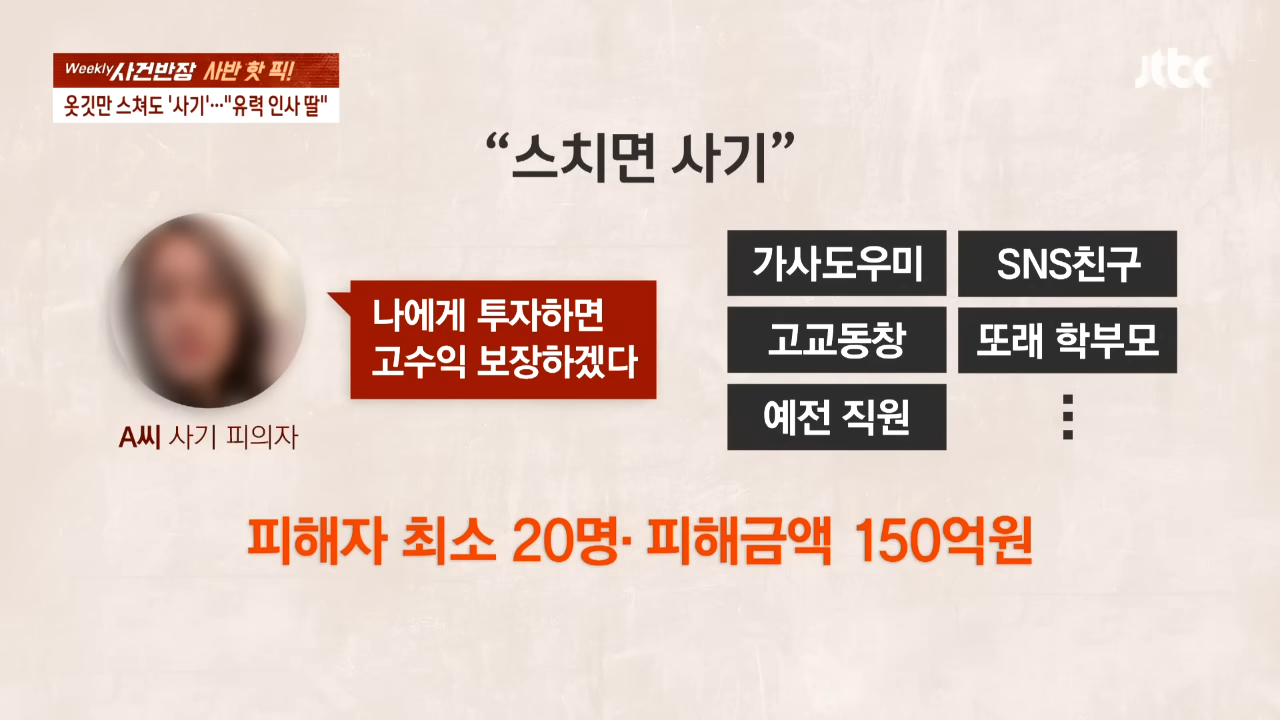 Weekly 사건반장 사반 핫 픽!
옷깃만 스쳐도 '사기'…"유력 인사 딸"
jtbc
“스치면 사기”
나에게 투자하면
고수익 보장하겠다
A씨 사기 피의자
가사도우미 SNS친구
고교동창 또래 학부모
예전 직원 ⋮
피해자 최소 20명· 피해금액 150억원